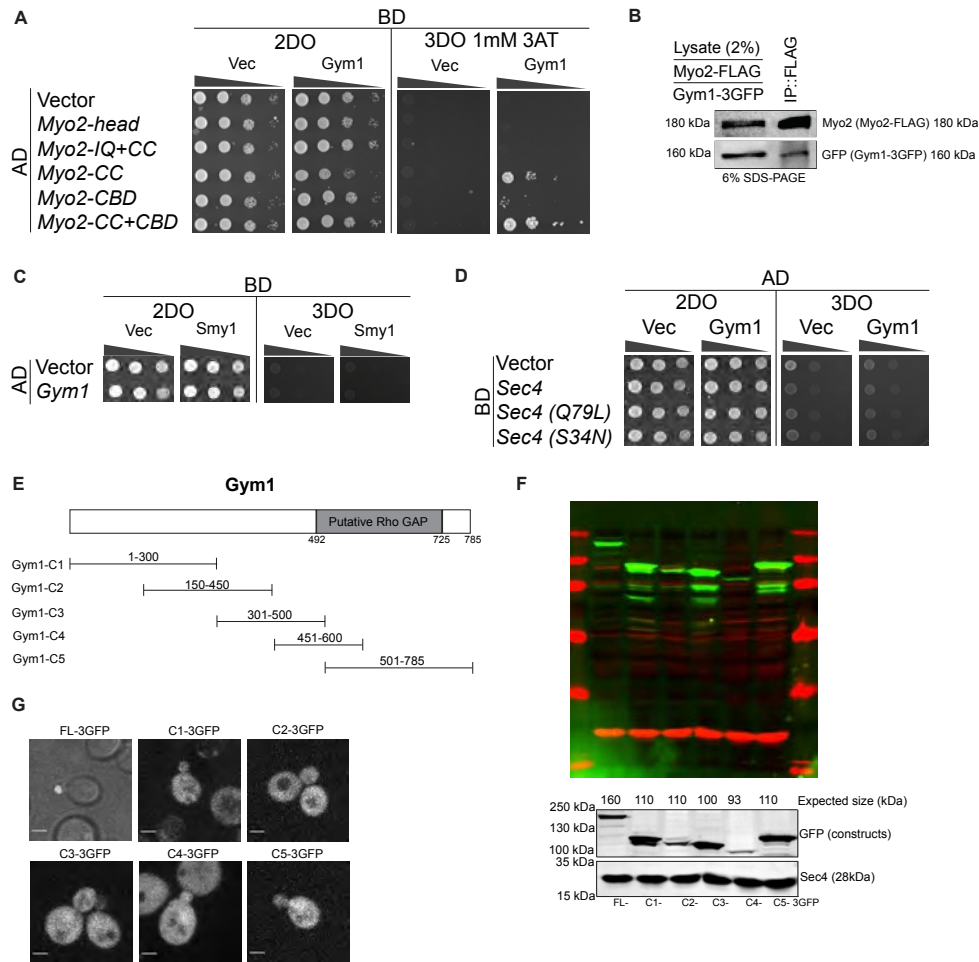 A
BD
2DO 3DO 1mM 3AT
Vec Gym1 Vec Gym1
AD
Vector
Myo2-head
Myo2-IQ+CC
Myo2-CC
Myo2-CBD
Myo2-CC+CBD
B
Lysate (2%)
Myo2-FLAG
Gym1-3GFP
IP::FLAG
180 kDa Myo2 (Myo2-FLAG) 180 kDa
160 kDa GFP (Gym1-3GFP) 160 kDa
6% SDS-PAGE
C
BD
2DO 3DO
Vec Smy1 Vec Smy1
AD
Vector
Gym1
D
AD
2DO 3DO
Vec Gym1 Vec Gym1
BD
Vector
Sec4
Sec4 (Q79L)
Sec4 (S34N)
E
Gym1
Putative Rho GAP
492 725 785
Gym1-C1 1-300
Gym1-C2 150-450
Gym1-C3 301-500
Gym1-C4 451-600
Gym1-C5 501-785
F
160 110 110 100 93 110 Expected size (kDa)
250 kDa
130 kDa
100 kDa
GFP (constructs)
35 kDa
15 kDa
Sec4 (28kDa)
FL- C1- C2- C3- C4- C5- 3GFP
G
FL-3GFP C1-3GFP C2-3GFP
C3-3GFP C4-3GFP C5-3GFP